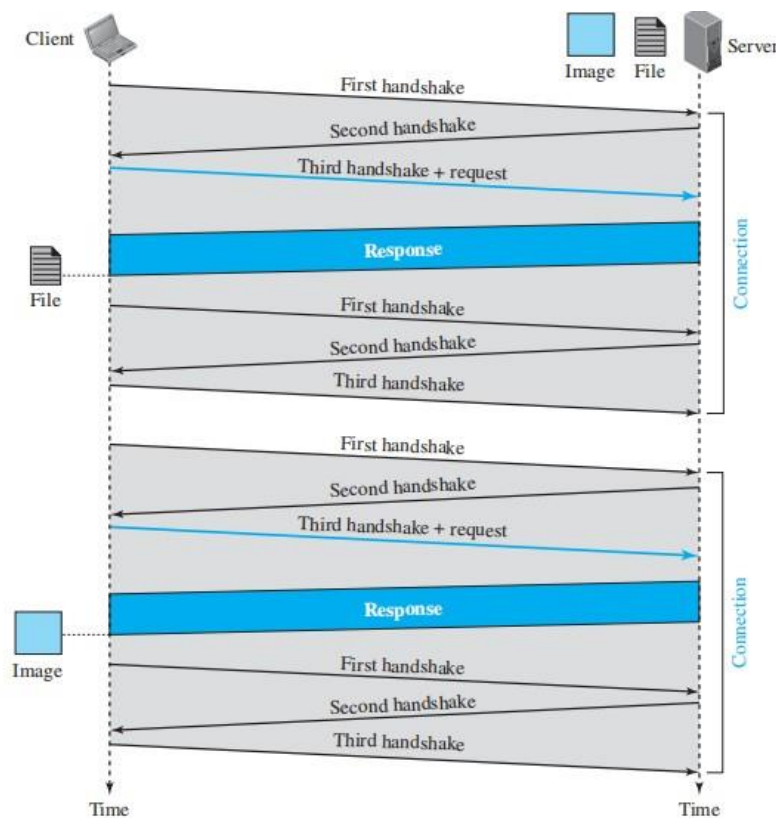 Client
Image
File
Server
First handshake
Second handshake
Third handshake + request
Response
File
First handshake
Second handshake
Third handshake
Connection
First handshake
Second handshake
Third handshake + request
Response
Image
First handshake
Second handshake
Third handshake
Connection
Time
Time